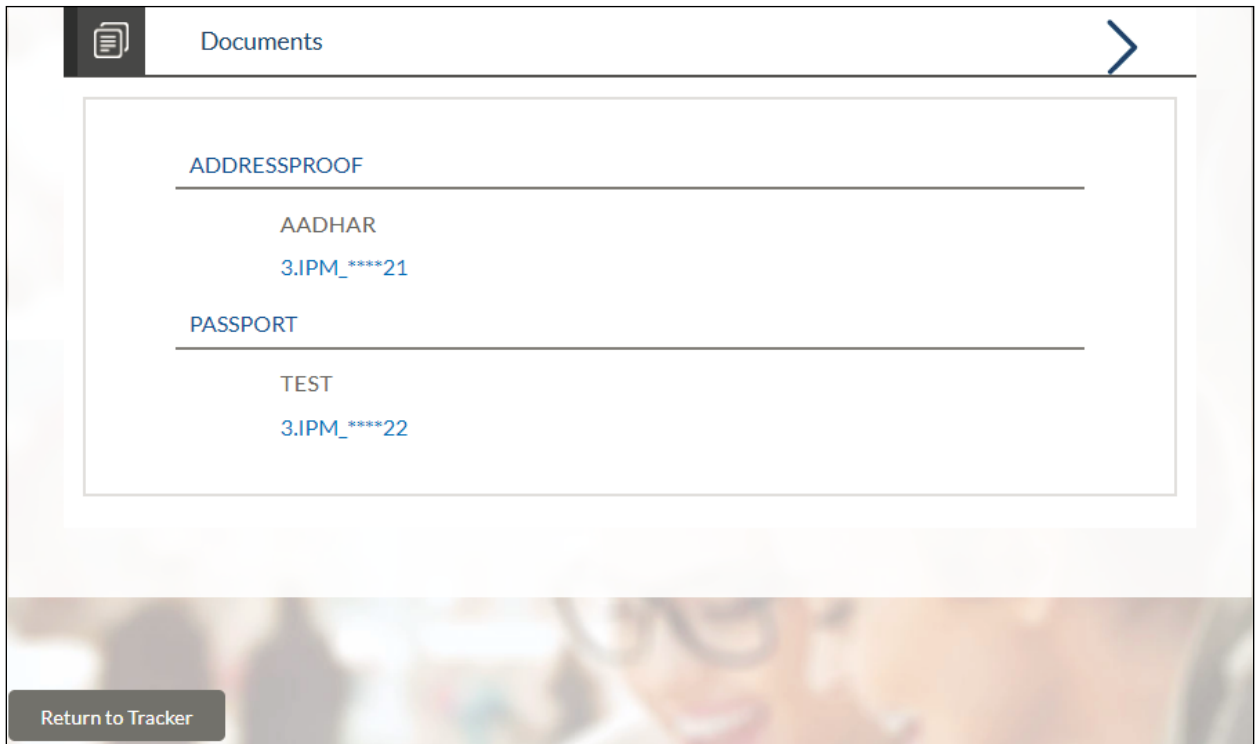 Documents
ADDRESSPROOF
AADHAR
3.IPM_****21
PASSPORT
TEST
3.IPM_****22
Return to Tracker